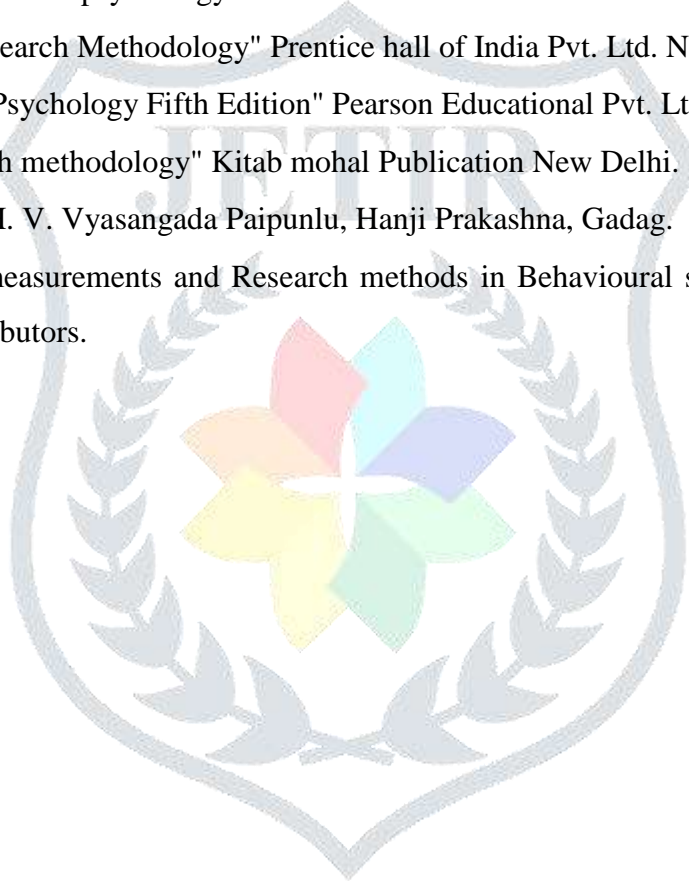 earch Methodology" Prentice hall of India Pvt. Ltd. N
Psychology Fifth Edition" Pearson Educational Pvt. Lt
h methodology" Kitab mohal Publication New Delhi.
V. Vyasangada Paipunlu, Hanji Prakashna, Gadag.
measurements and Research methods in Behavioural s
butors.
JETIR